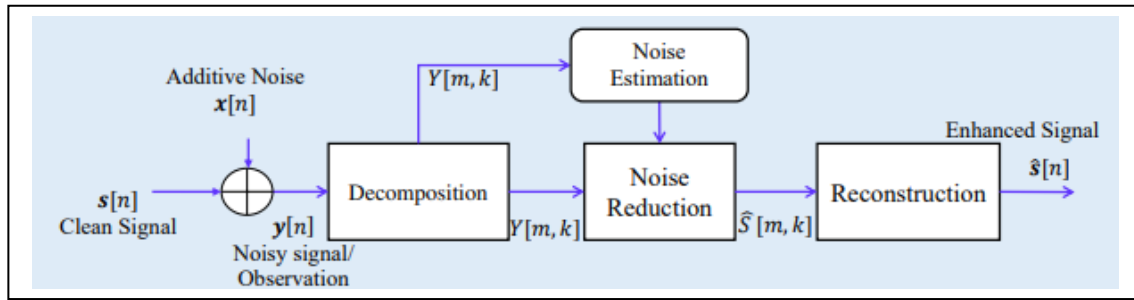 Additive Noise
x[n]
s[n]
Clean Signal
y[n]
Noisy signal/
Observation
Decomposition
Y[m, k]
Noise
Estimation
Y[m, k]
Noise
Reduction
Ŝ [m, k]
Reconstruction
Enhanced Signal
ŝ[n]